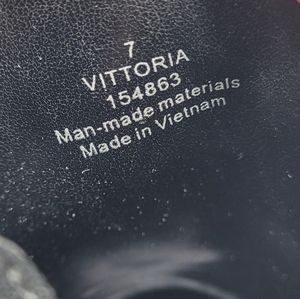 7
VITTORIA
154863
Man-made materials
Made in Vietnam